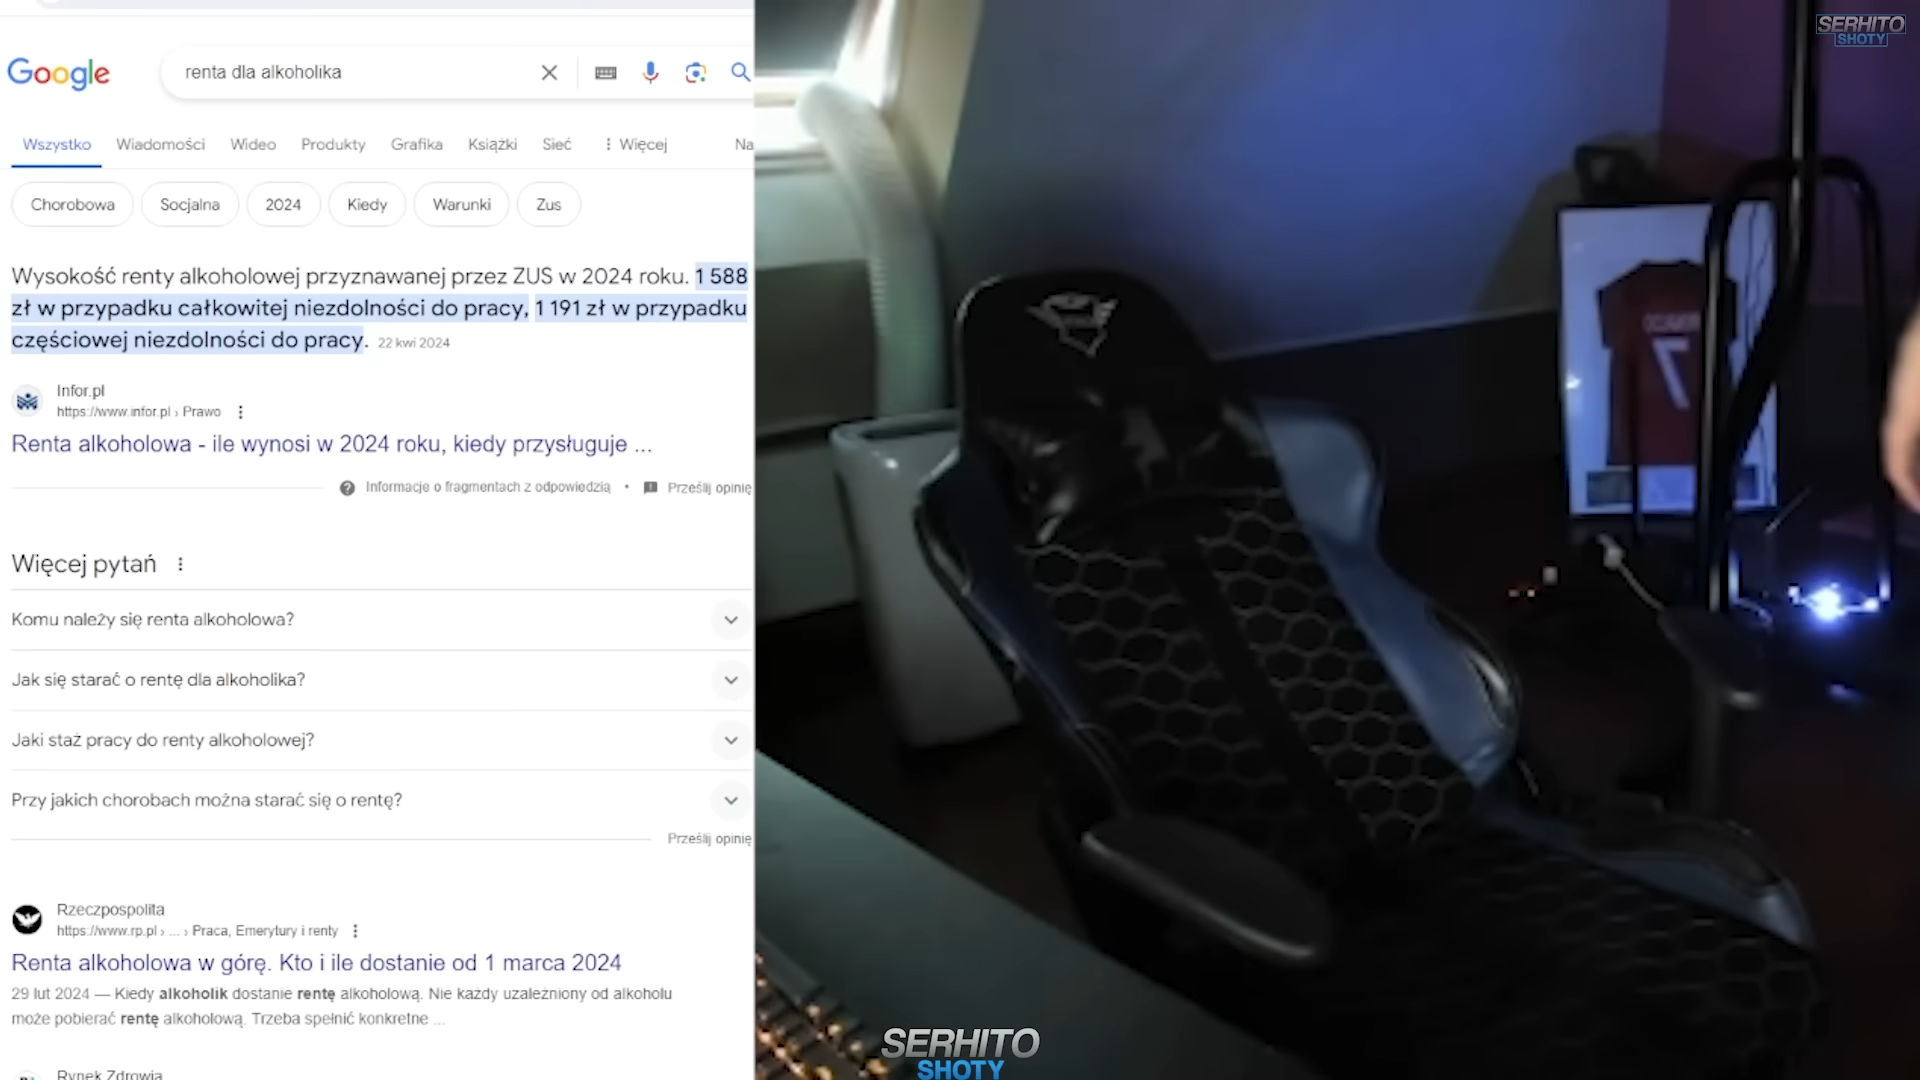 Google
renta dla alkoholika
Wszystko Wiadomości Wideo Produkty Grafika Książki Sieć Więcej Na
Chorobowa Socjalna 2024 Kiedy Warunki Zus
Wysokość renty alkoholowej przyznawanej przez ZUS w 2024 roku. 1 588
zł w przypadku całkowitej niezdolności do pracy, 1 191 zł w przypadku
częściowej niezdolności do pracy. 22 kwi 2024
Infor.pl
https://www.infor.pl › Prawo
Renta alkoholowa - ile wynosi w 2024 roku, kiedy przysługuje ...
Informacje o fragmentach z odpowiedzią • Prześlij opinię
Więcej pytań
Komu należy się renta alkoholowa?
Jak się starać o rentę dla alkoholika?
Jaki staż pracy do renty alkoholowej?
Przy jakich chorobach można starać się o rentę?
Prześlij opinię
Rzeczpospolita
https://www.rp.pl › ... › Praca, Emerytury i renty
Renta alkoholowa w górę. Kto i ile dostanie od 1 marca 2024
29 lut 2024 — Kiedy alkoholik dostanie rentę alkoholową. Nie każdy uzależniony od alkoholu
może pobierać rentę alkoholową. Trzeba spełnić konkretne ...
Rynek Zdrowia
SERHITO
SHOTY
7
SERHITO
SHOTY